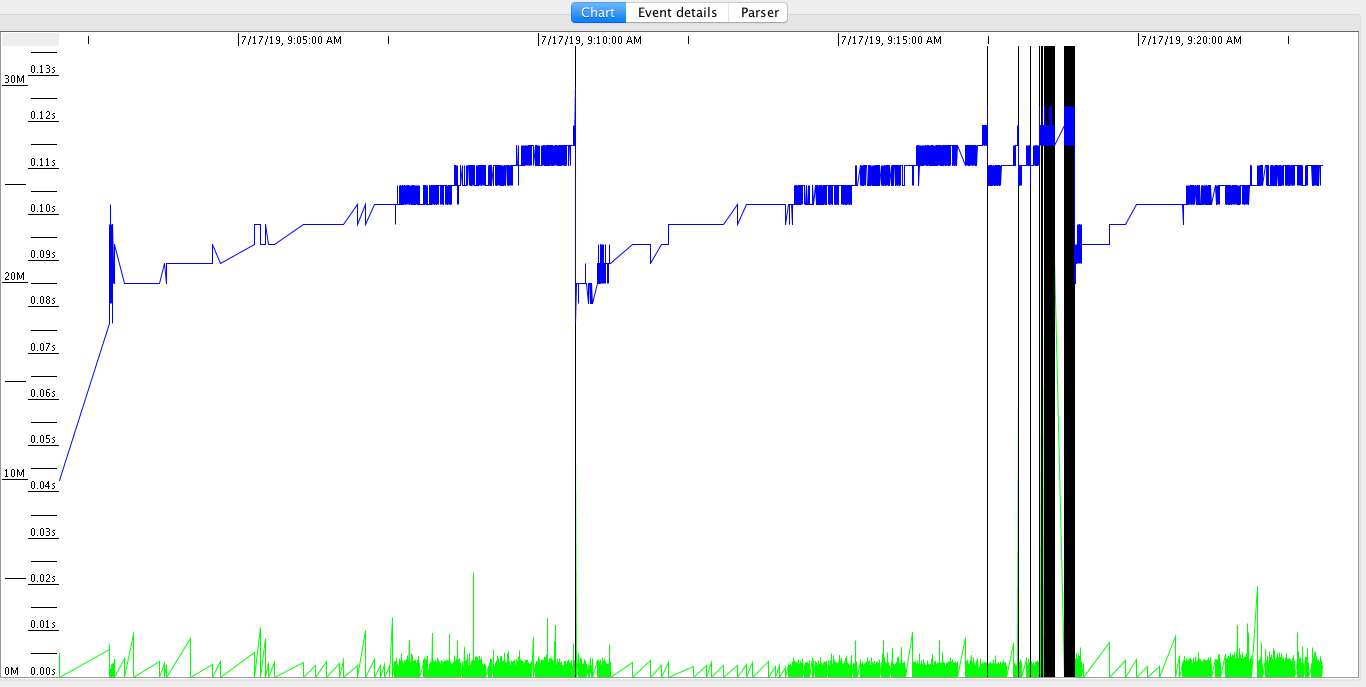 Chart Event details Parser
7/17/19, 9:05:00 AM 7/17/19, 9:10:00 AM 7/17/19, 9:15:00 AM 7/17/19, 9:20:00 AM
0.13s
30M
0.12s
0.11s
0.10s
0.09s
20M
0.08s
0.07s
0.06s
0.05s
10M
0.04s
0.03s
0.02s
0.01s
0M 0.00s